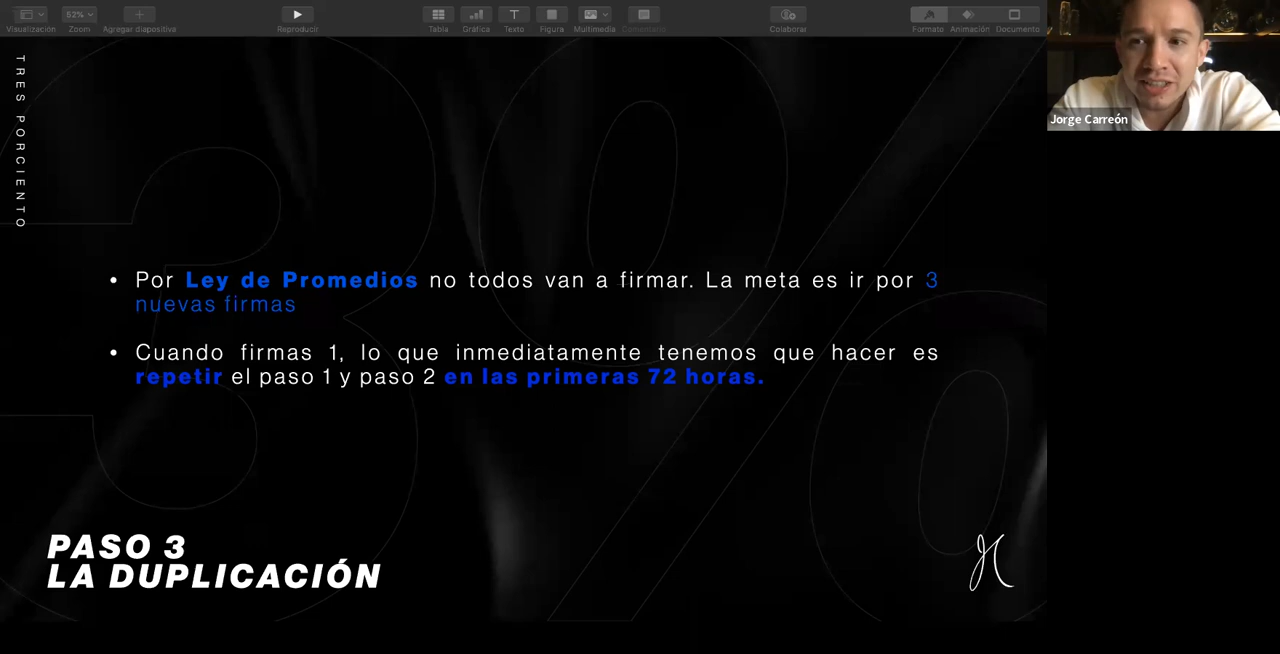 Visualización
52%
Zoom
Agregar diapositiva
Reproducir
Tabla
Gráfica
Texto
Figura
Multimedia
Comentario
Colaborar
Formato
Animación
Documento
Jorge Carreón
TRES PORCIENTO
3%
• Por Ley de Promedios no todos van a firmar. La meta es ir por 3
nuevas firmas
• Cuando firmas 1, lo que inmediatamente tenemos que hacer es
repetir el paso 1 y paso 2 en las primeras 72 horas.
PASO 3
LA DUPLICACIÓN